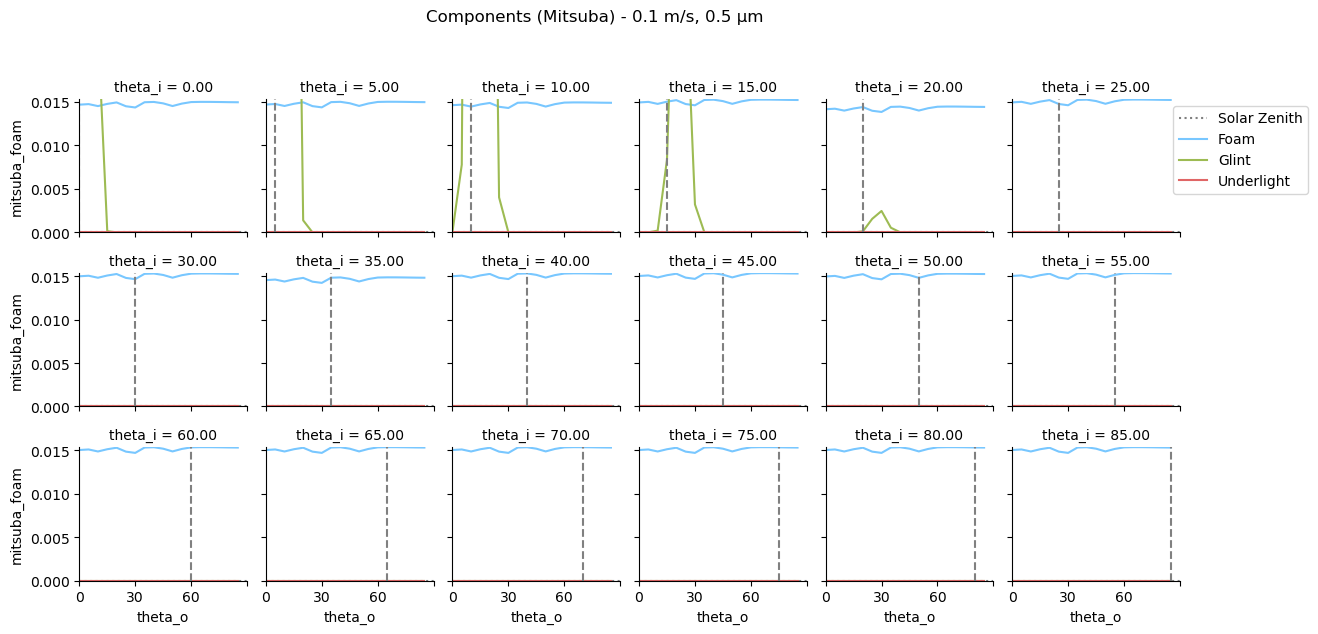 Components (Mitsuba) - 0.1 m/s, 0.5 µm
theta_i = 0.00 theta_i = 5.00 theta_i = 10.00 theta_i = 15.00 theta_i = 20.00 theta_i = 25.00
0.015
0.010
0.005
0.000
mitsuba_foam
Solar Zenith
Foam
Glint
Underlight
theta_i = 30.00 theta_i = 35.00 theta_i = 40.00 theta_i = 45.00 theta_i = 50.00 theta_i = 55.00
0.015
0.010
0.005
0.000
mitsuba_foam
theta_i = 60.00 theta_i = 65.00 theta_i = 70.00 theta_i = 75.00 theta_i = 80.00 theta_i = 85.00
0.015
0.010
0.005
0.000
mitsuba_foam
0 30 60 0 30 60 0 30 60 0 30 60 0 30 60 0 30 60
theta_o theta_o theta_o theta_o theta_o theta_o